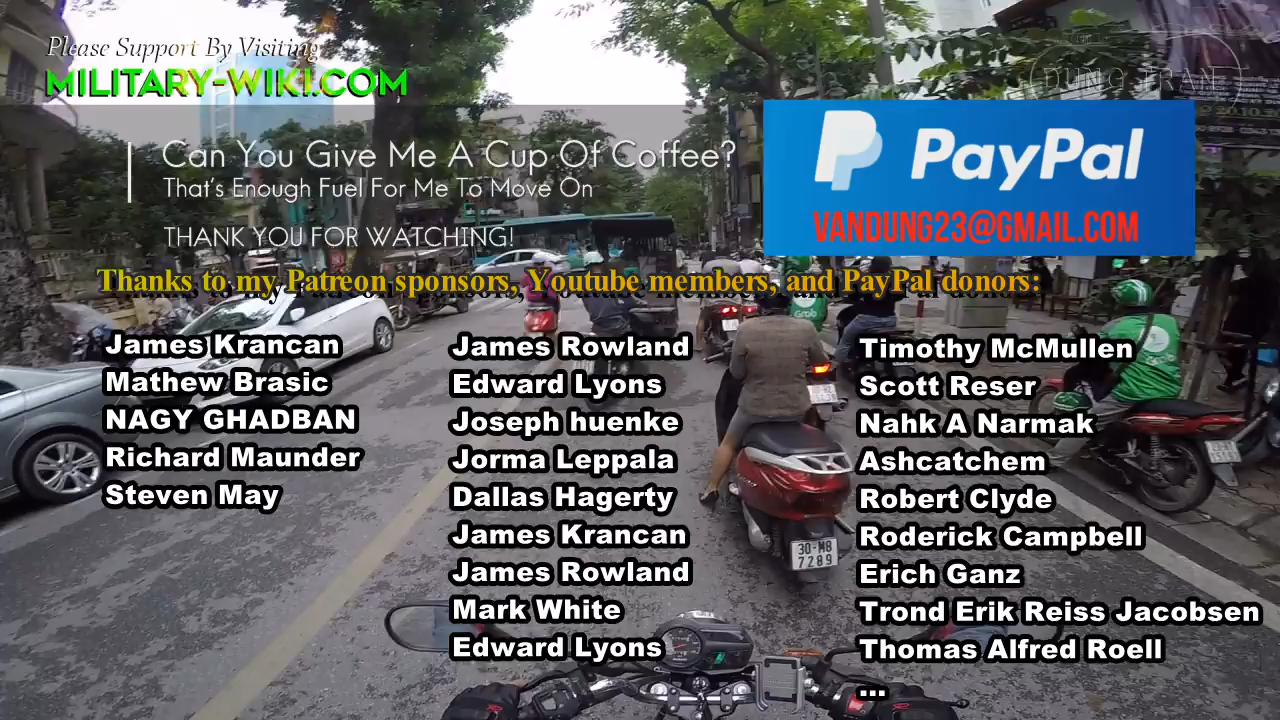 Please Support By Visiting
MILITARY-WIKI.COM
DUNG TRAN
Can You Give Me A Cup Of Coffee?
That's Enough Fuel For Me To Move On
THANK YOU FOR WATCHING!
PayPal
VANDUNG23@GMAIL.COM
Thanks to my Patreon sponsors, Youtube members, and PayPal donors:
James Krancan
Mathew Brasic
NAGY GHADBAN
Richard Maunder
Steven May
James Rowland
Edward Lyons
Joseph huenke
Jorma Leppala
Dallas Hagerty
James Krancan
James Rowland
Mark White
Edward Lyons
Timothy McMullen
Scott Reser
Nahk A Narmak
Ashcatchem
Robert Clyde
Roderick Campbell
Erich Ganz
Trond Erik Reiss Jacobsen
Thomas Alfred Roell
...
Grab
30-M8
7289